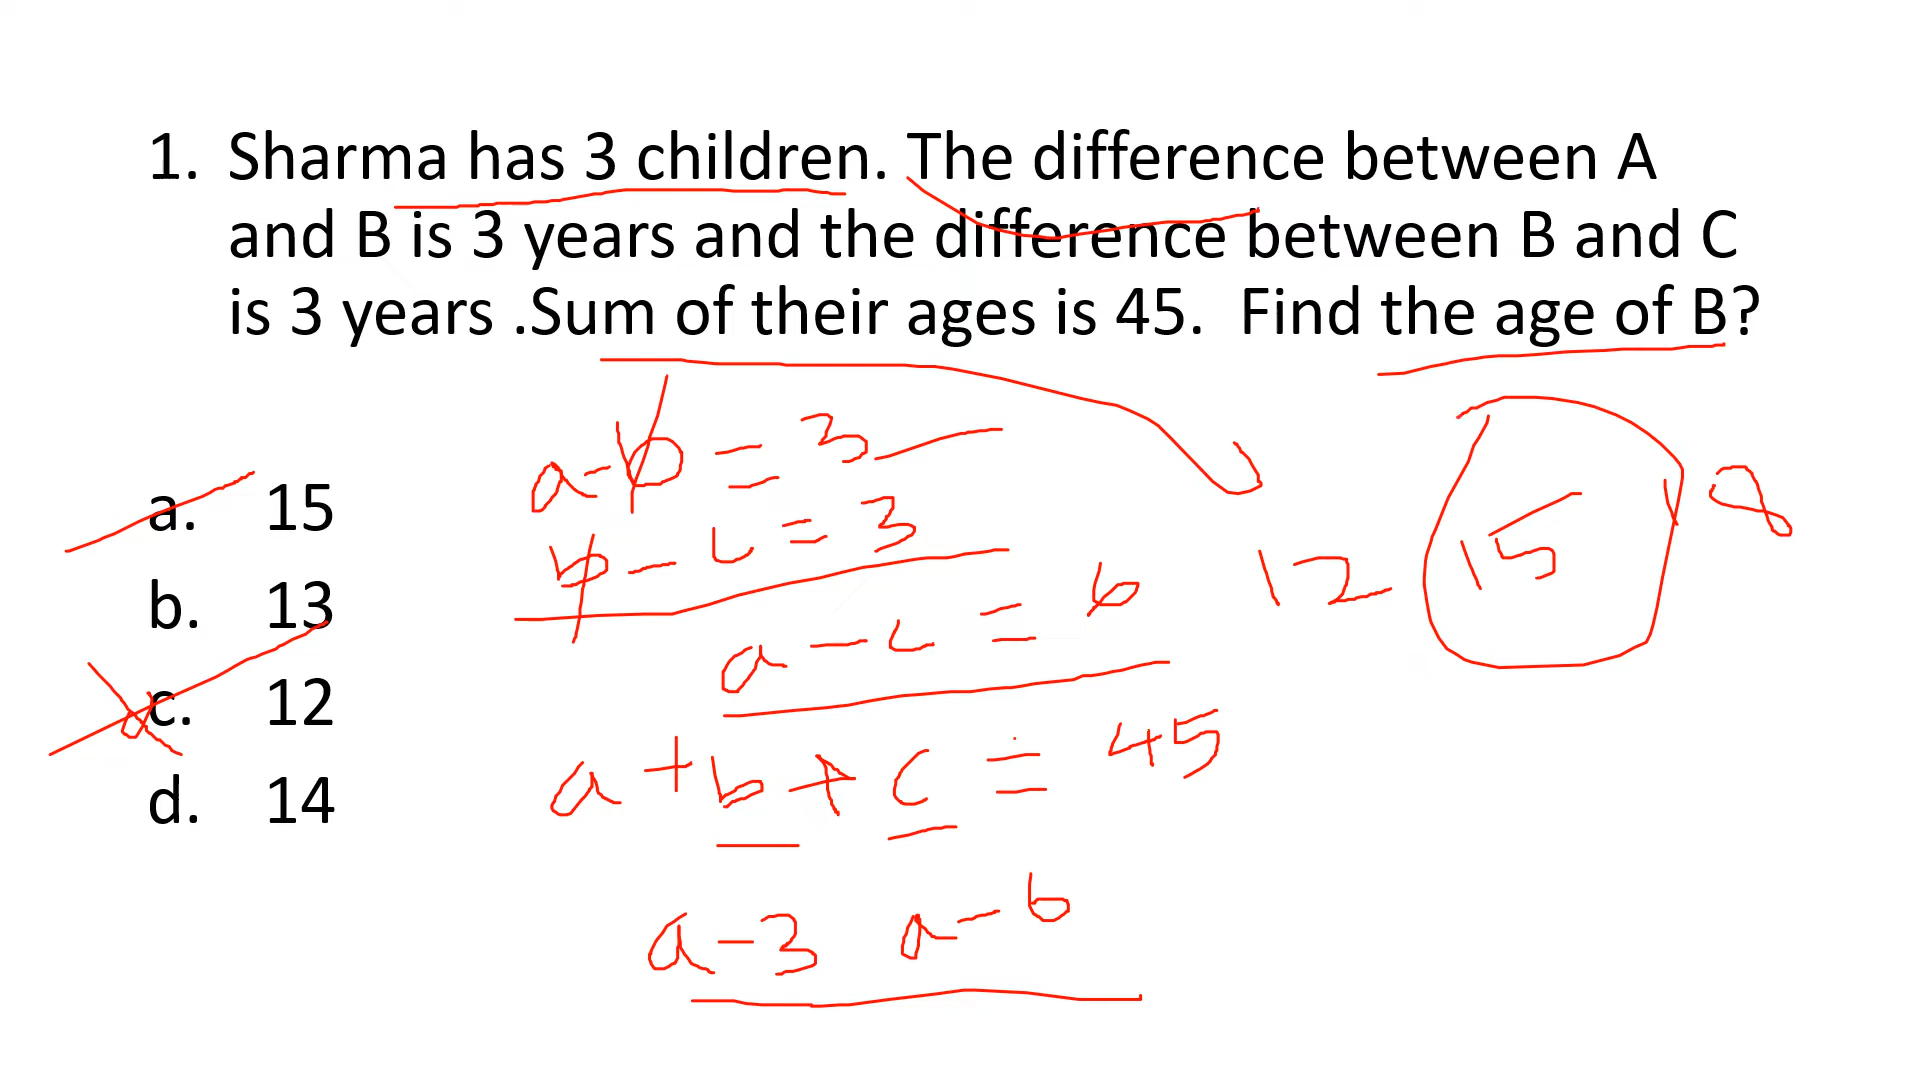 1. Sharma has 3 children. The difference between A
and B is 3 years and the difference between B and C
is 3 years .Sum of their ages is 45. Find the age of B?
a. 15
b. 13
c. 12
d. 14
a-b = 3
b - c = 3
a - c = 6
a + b + c = 45
a - 3 a - 6
12 15 18